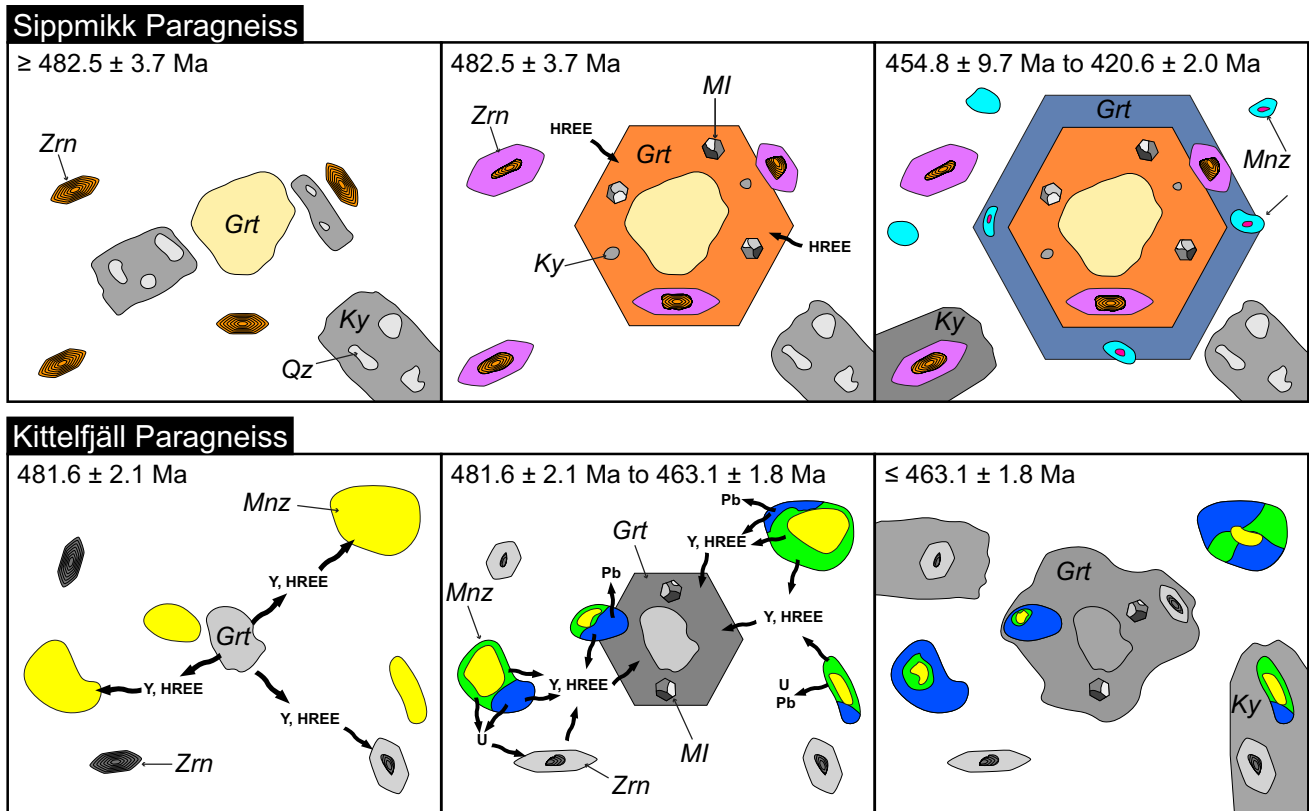 Sippmikk Paragneiss
≥ 482.5 ± 3.7 Ma
Zrn
Grt
Ky
Qz
482.5 ± 3.7 Ma
MI
Zrn
HREE
Grt
HREE
Ky
454.8 ± 9.7 Ma to 420.6 ± 2.0 Ma
Grt
Mnz
Ky
Kittelfjäll Paragneiss
481.6 ± 2.1 Ma
Mnz
Y, HREE
Grt
Y, HREE
Y, HREE
Zrn
481.6 ± 2.1 Ma to 463.1 ± 1.8 Ma
Pb
Grt
Y, HREE
Pb
Mnz
Y, HREE
Y, HREE
U
Pb
U
MI
Zrn
≤ 463.1 ± 1.8 Ma
Grt
Ky